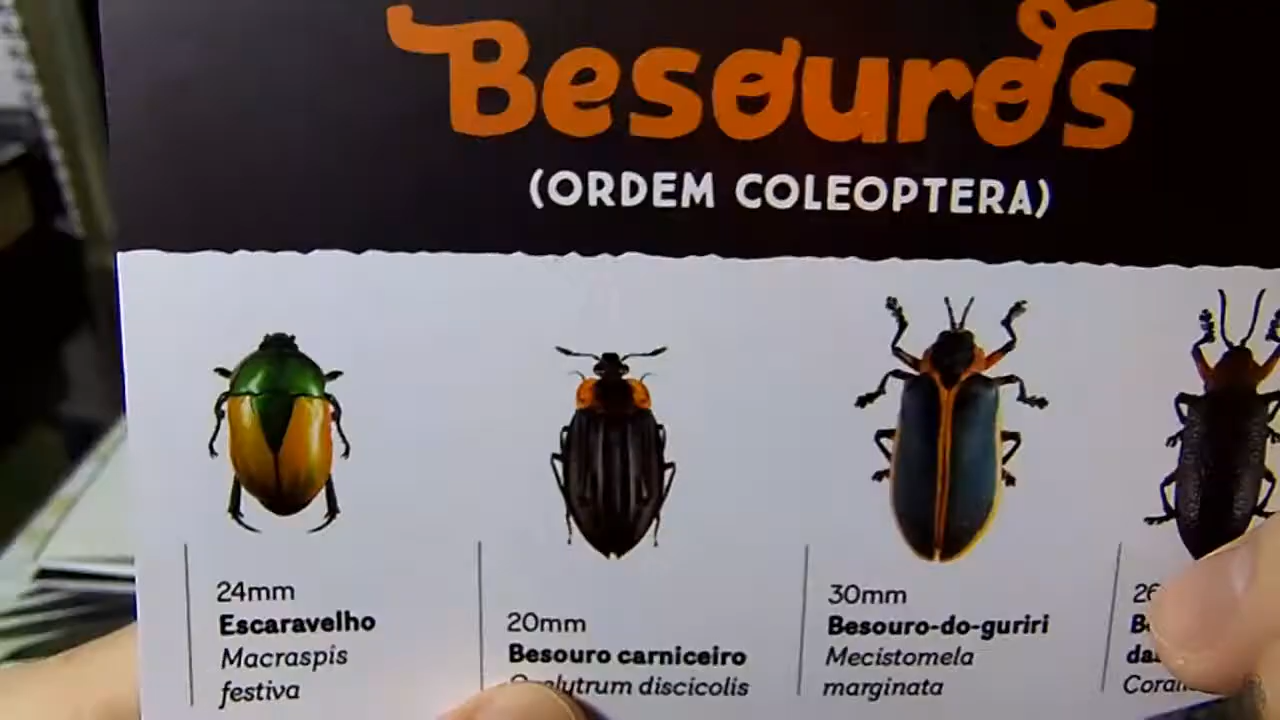 Besouros
(ORDEM COLEOPTERA)
24mm
Escaravelho
Macraspis
festiva
20mm
Besouro carniceiro
discicolis
30mm
Besouro-do-guriri
Mecistomela
marginata